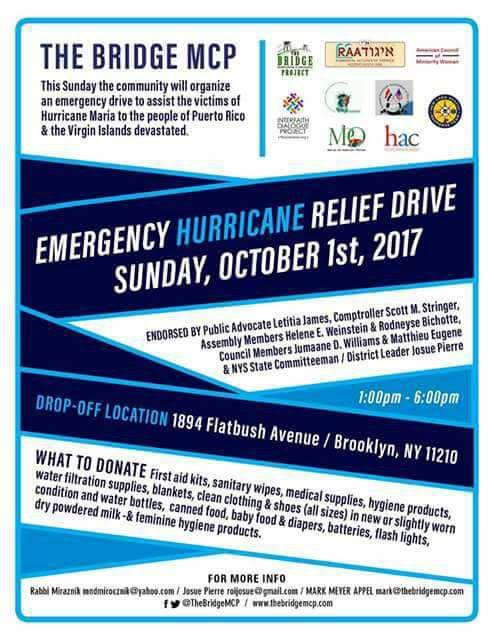 THE BRIDGE MCP
This Sunday the community will organize
an emergency drive to assist the victims of
Hurricane Maria to the people of Puerto Rico
& the Virgin Islands devastated.
THE
BRIDGE
PROJECT
RAATוגיאַ
American Council
of
Minority Women
INTERFAITH
DIALOGUE
PROJECT
hac
EMERGENCY HURRICANE RELIEF DRIVE
SUNDAY, OCTOBER 1st, 2017
ENDORSED BY Public Advocate Letitia James, Comptroller Scott M. Stringer,
Assembly Members Helene E. Weinstein & Rodneyse Bichotte,
Council Members Jumaane D. Williams & Matthieu Eugene
& NYS State Committeeman / District Leader Josue Pierre
1:00pm - 6:00pm
DROP-OFF LOCATION 1894 Flatbush Avenue / Brooklyn, NY 11210
WHAT TO DONATE First aid kits, sanitary wipes, medical supplies, hygiene products,
water filtration supplies, blankets, clean clothing & shoes (all sizes) in new or slightly worn
condition and water bottles, canned food, baby food & diapers, batteries, flash lights,
dry powdered milk -& feminine hygiene products.
FOR MORE INFO
Rabbi Miraznik mndmirocznik@yahoo.com / Josue Pierre roijosue@gmail.com / MARK MEYER APPEL mark@thebridgemcp.com
@TheBridgeMCP / www.thebridgemcp.com